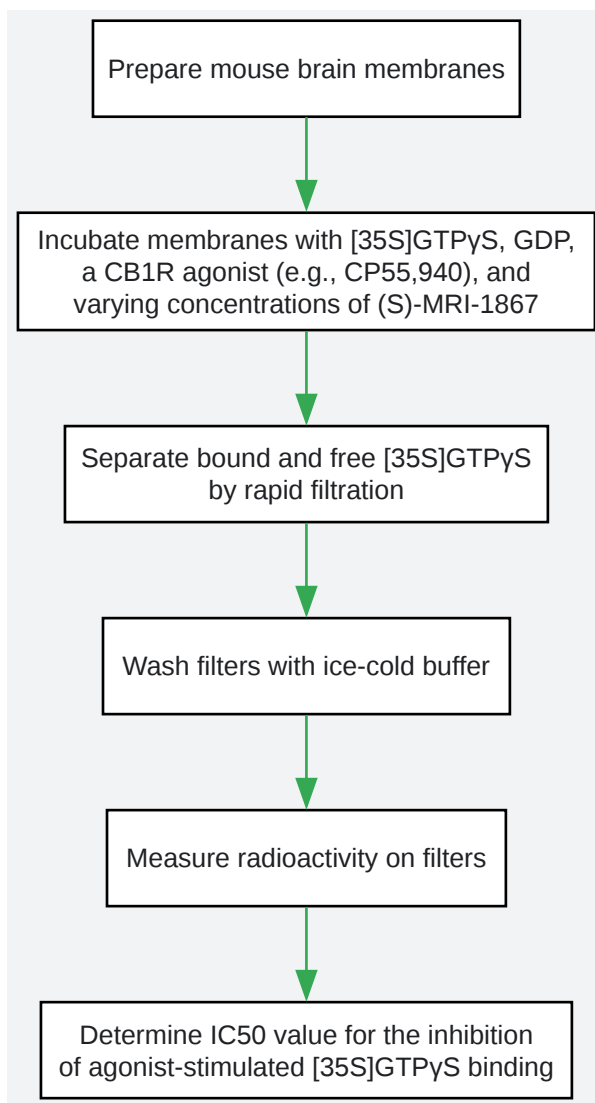 Prepare mouse brain membranes
Incubate membranes with [35S]GTPγS, GDP,
a CB1R agonist (e.g., CP55,940), and
varying concentrations of (S)-MRI-1867
Separate bound and free [35S]GTPγS
by rapid filtration
Wash filters with ice-cold buffer
Measure radioactivity on filters
Determine IC50 value for the inhibition
of agonist-stimulated [35S]GTPγS binding